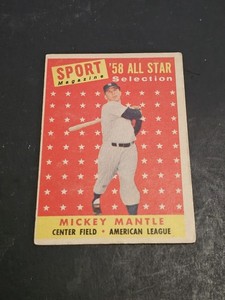 SPORT
Magazine
'58 ALL STAR
Selection
MICKEY MANTLE
CENTER FIELD • AMERICAN LEAGUE